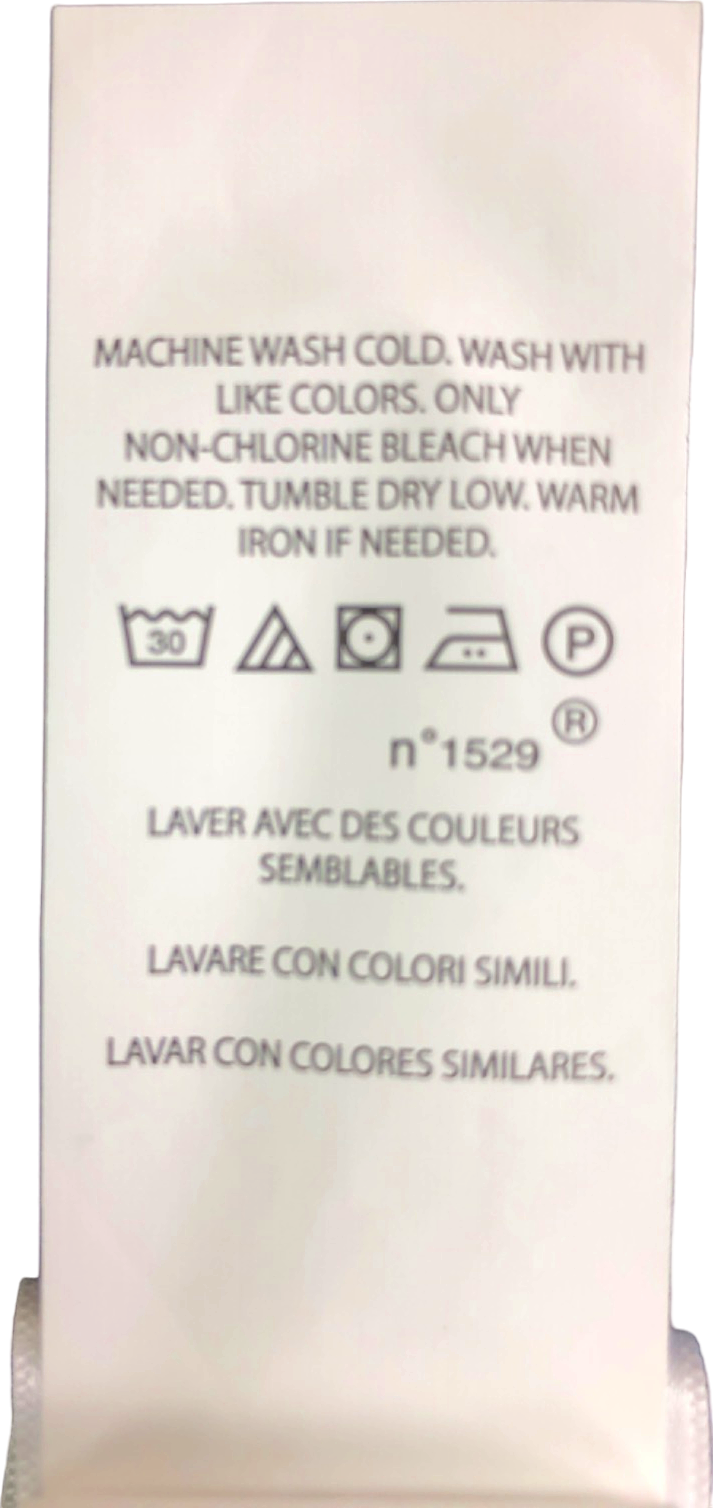 MACHINE WASH COLD. WASH WITH
LIKE COLORS. ONLY
NON-CHLORINE BLEACH WHEN
NEEDED. TUMBLE DRY LOW. WARM
IRON IF NEEDED.
30 P
n°1529 ®
LAVER AVEC DES COULEURS
SEMBLABLES.
LAVARE CON COLORI SIMILI.
LAVAR CON COLORES SIMILARES.